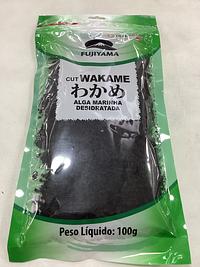 FUJIYAMA
CUT WAKAME
わかめ
ALGA MARINHA
DESIDRATADA
Peso Líquido: 100g